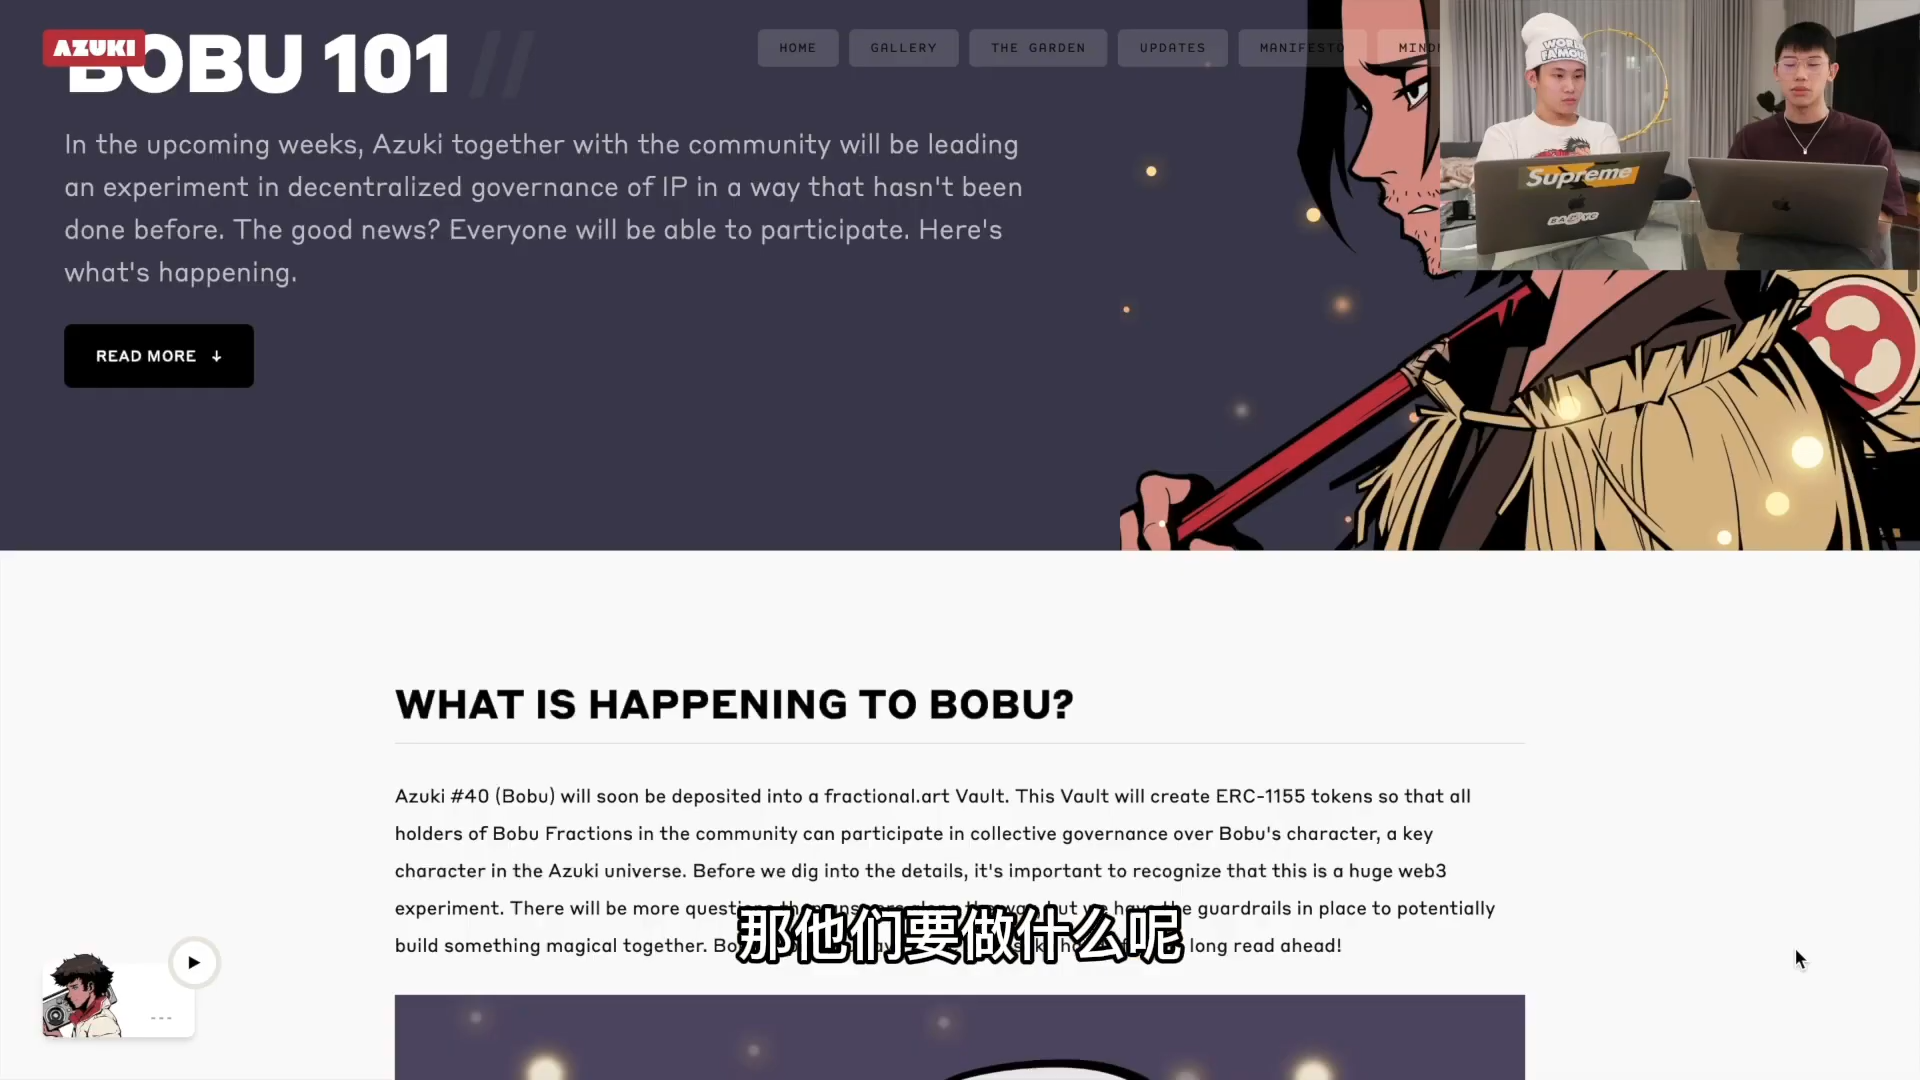 AZUKI
BOBU 101 //
HOME
GALLERY
THE GARDEN
UPDATES
MANIFESTO
WORLD
FAMOUS
Supreme
In the upcoming weeks, Azuki together with the community will be leading
an experiment in decentralized governance of IP in a way that hasn't been
done before. The good news? Everyone will be able to participate. Here's
what's happening.
READ MORE ↓
WHAT IS HAPPENING TO BOBU?
Azuki #40 (Bobu) will soon be deposited into a fractional.art Vault. This Vault will create ERC-1155 tokens so that all
holders of Bobu Fractions in the community can participate in collective governance over Bobu's character, a key
character in the Azuki universe. Before we dig into the details, it's important to recognize that this is a huge web3
experiment. There will be more the guardrails in place to potentially
build something magical together. long read ahead!
那他们要做什么呢